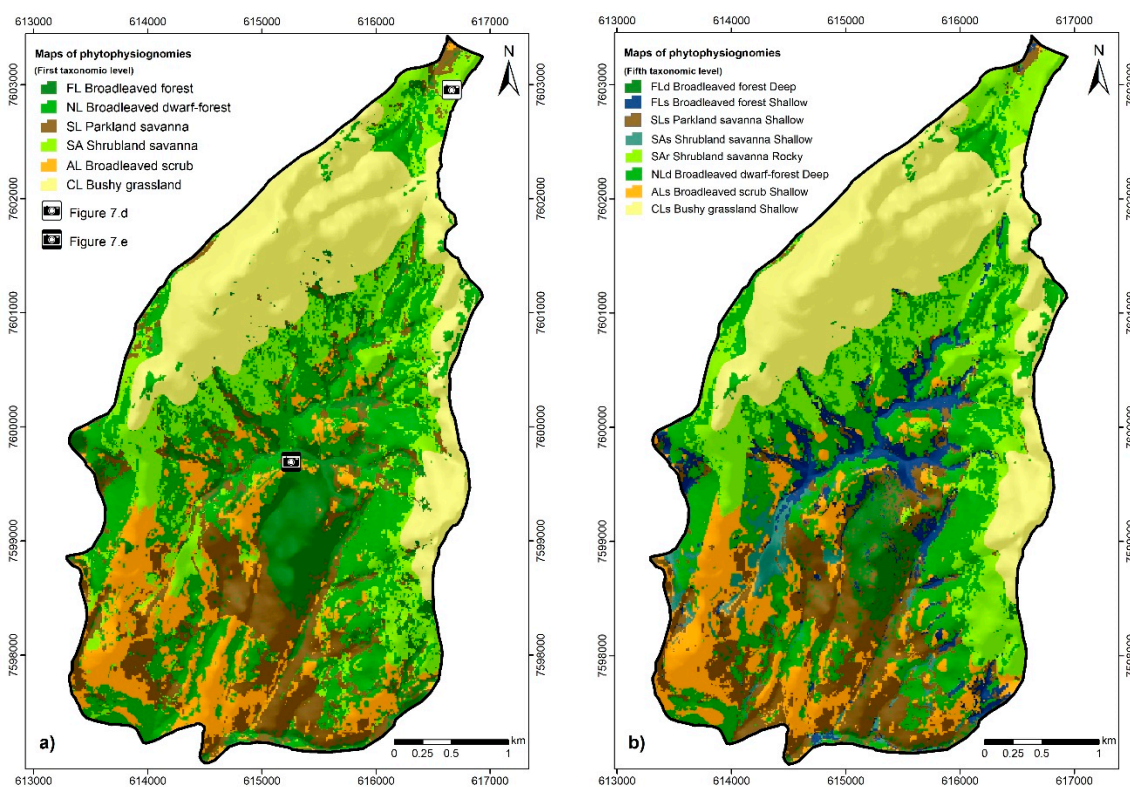 613000 614000 615000 616000 617000
Maps of phytophysiognomies
(First taxonomic level)
FL Broadleaved forest
NL Broadleaved dwarf-forest
SL Parkland savanna
SA Shrubland savanna
AL Broadleaved scrub
CL Bushy grassland
Figure 7.d
Figure 7.e
N
7603000
7602000
7601000
7600000
7599000
7598000
a)
km
0 0.25 0.5 1
613000 614000 615000 616000 617000
613000 614000 615000 616000 617000
Maps of phytophysiognomies
(Fifth taxonomic level)
FLd Broadleaved forest Deep
FLs Broadleaved forest Shallow
SLs Parkland savanna Shallow
SAs Shrubland savanna Shallow
SAr Shrubland savanna Rocky
NLd Broadleaved dwarf-forest Deep
ALs Broadleaved scrub Shallow
CLs Bushy grassland Shallow
N
7603000
7602000
7601000
7600000
7599000
7598000
b)
km
0 0.25 0.5 1
613000 614000 615000 616000 617000